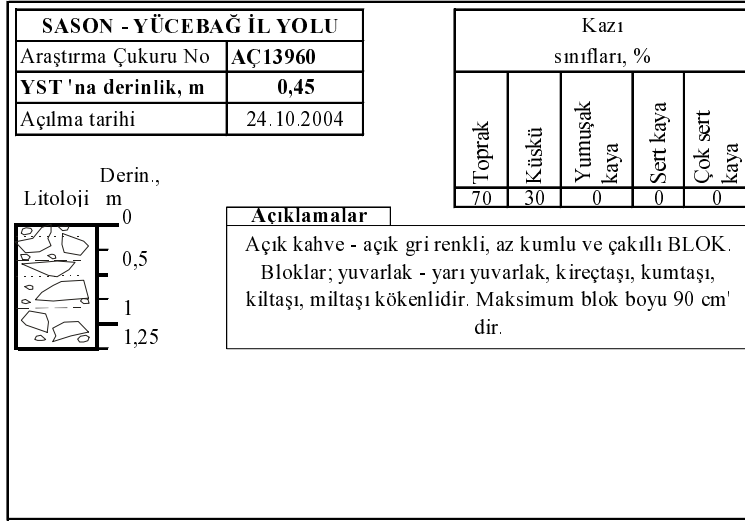 SASON - YÜCEBAĞ İL YOLU
Araştırma Çukuru No AÇ13960
YST 'na derinlik, m 0,45
Açılma tarihi 24.10.2004
Kazı
sınıfları, %
Toprak
Küskü
Yumuşak
kaya
Sert kaya
Çok sert
kaya
70 30 0 0 0
Derin.,
Litoloji m
0
0,5
1
1,25
Açıklamalar
Açık kahve - açık gri renkli, az kumlu ve çakıllı BLOK.
Bloklar; yuvarlak - yarı yuvarlak, kireçtaşı, kumtaşı,
kiltaşı, miltaşı kökenlidir. Maksimum blok boyu 90 cm'
dir.